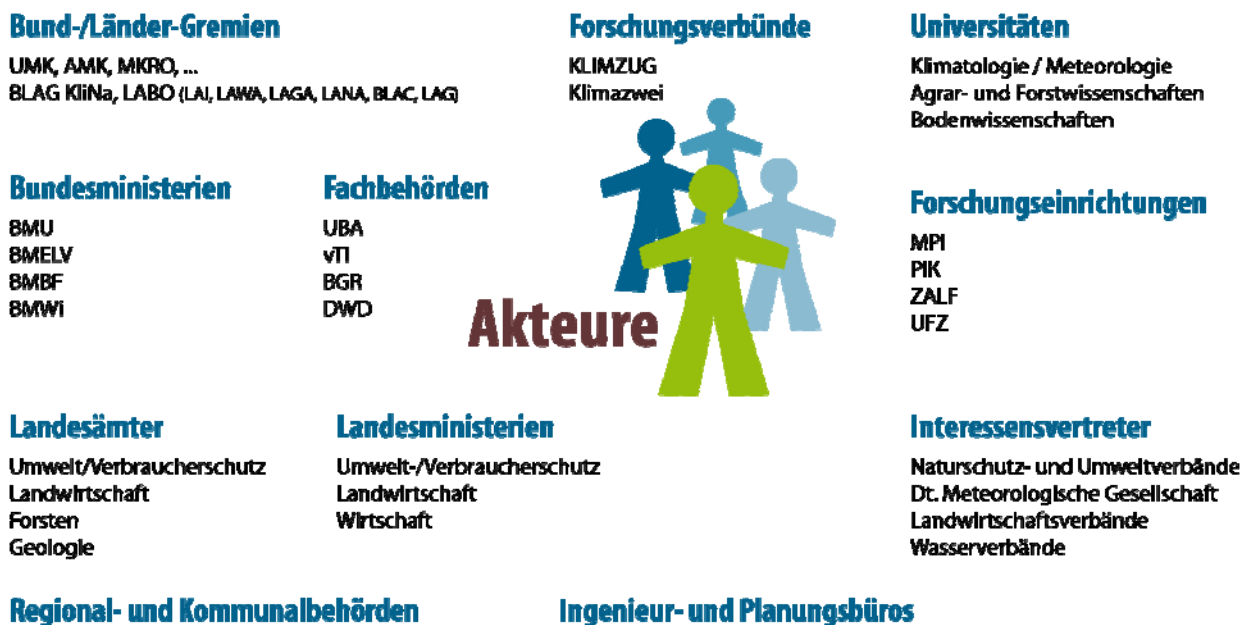 Bund-/Länder-Gremien
UMK, AMK, MKRO, ...
BLAG KliNa, LABO (LAI, LAWA, LAGA, LANA, BLAC, LAG)
Forschungsverbünde
KLIMZUG
Klimazwei
Universitäten
Klimatologie / Meteorologie
Agrar- und Forstwissenschaften
Bodenwissenschaften
Bundesministerien
BMU
BMELV
BMBF
BMWi
Fachbehörden
UBA
vTI
BGR
DWD
Forschungseinrichtungen
MPI
PIK
ZALF
UFZ
Akteure
Landesämter
Umwelt/Verbraucherschutz
Landwirtschaft
Forsten
Geologie
Landesministerien
Umwelt-/Verbraucherschutz
Landwirtschaft
Wirtschaft
Interessensvertreter
Naturschutz- und Umweltverbände
Dt. Meteorologische Gesellschaft
Landwirtschaftsverbände
Wasserverbände
Regional- und Kommunalbehörden
Ingenieur- und Planungsbüros